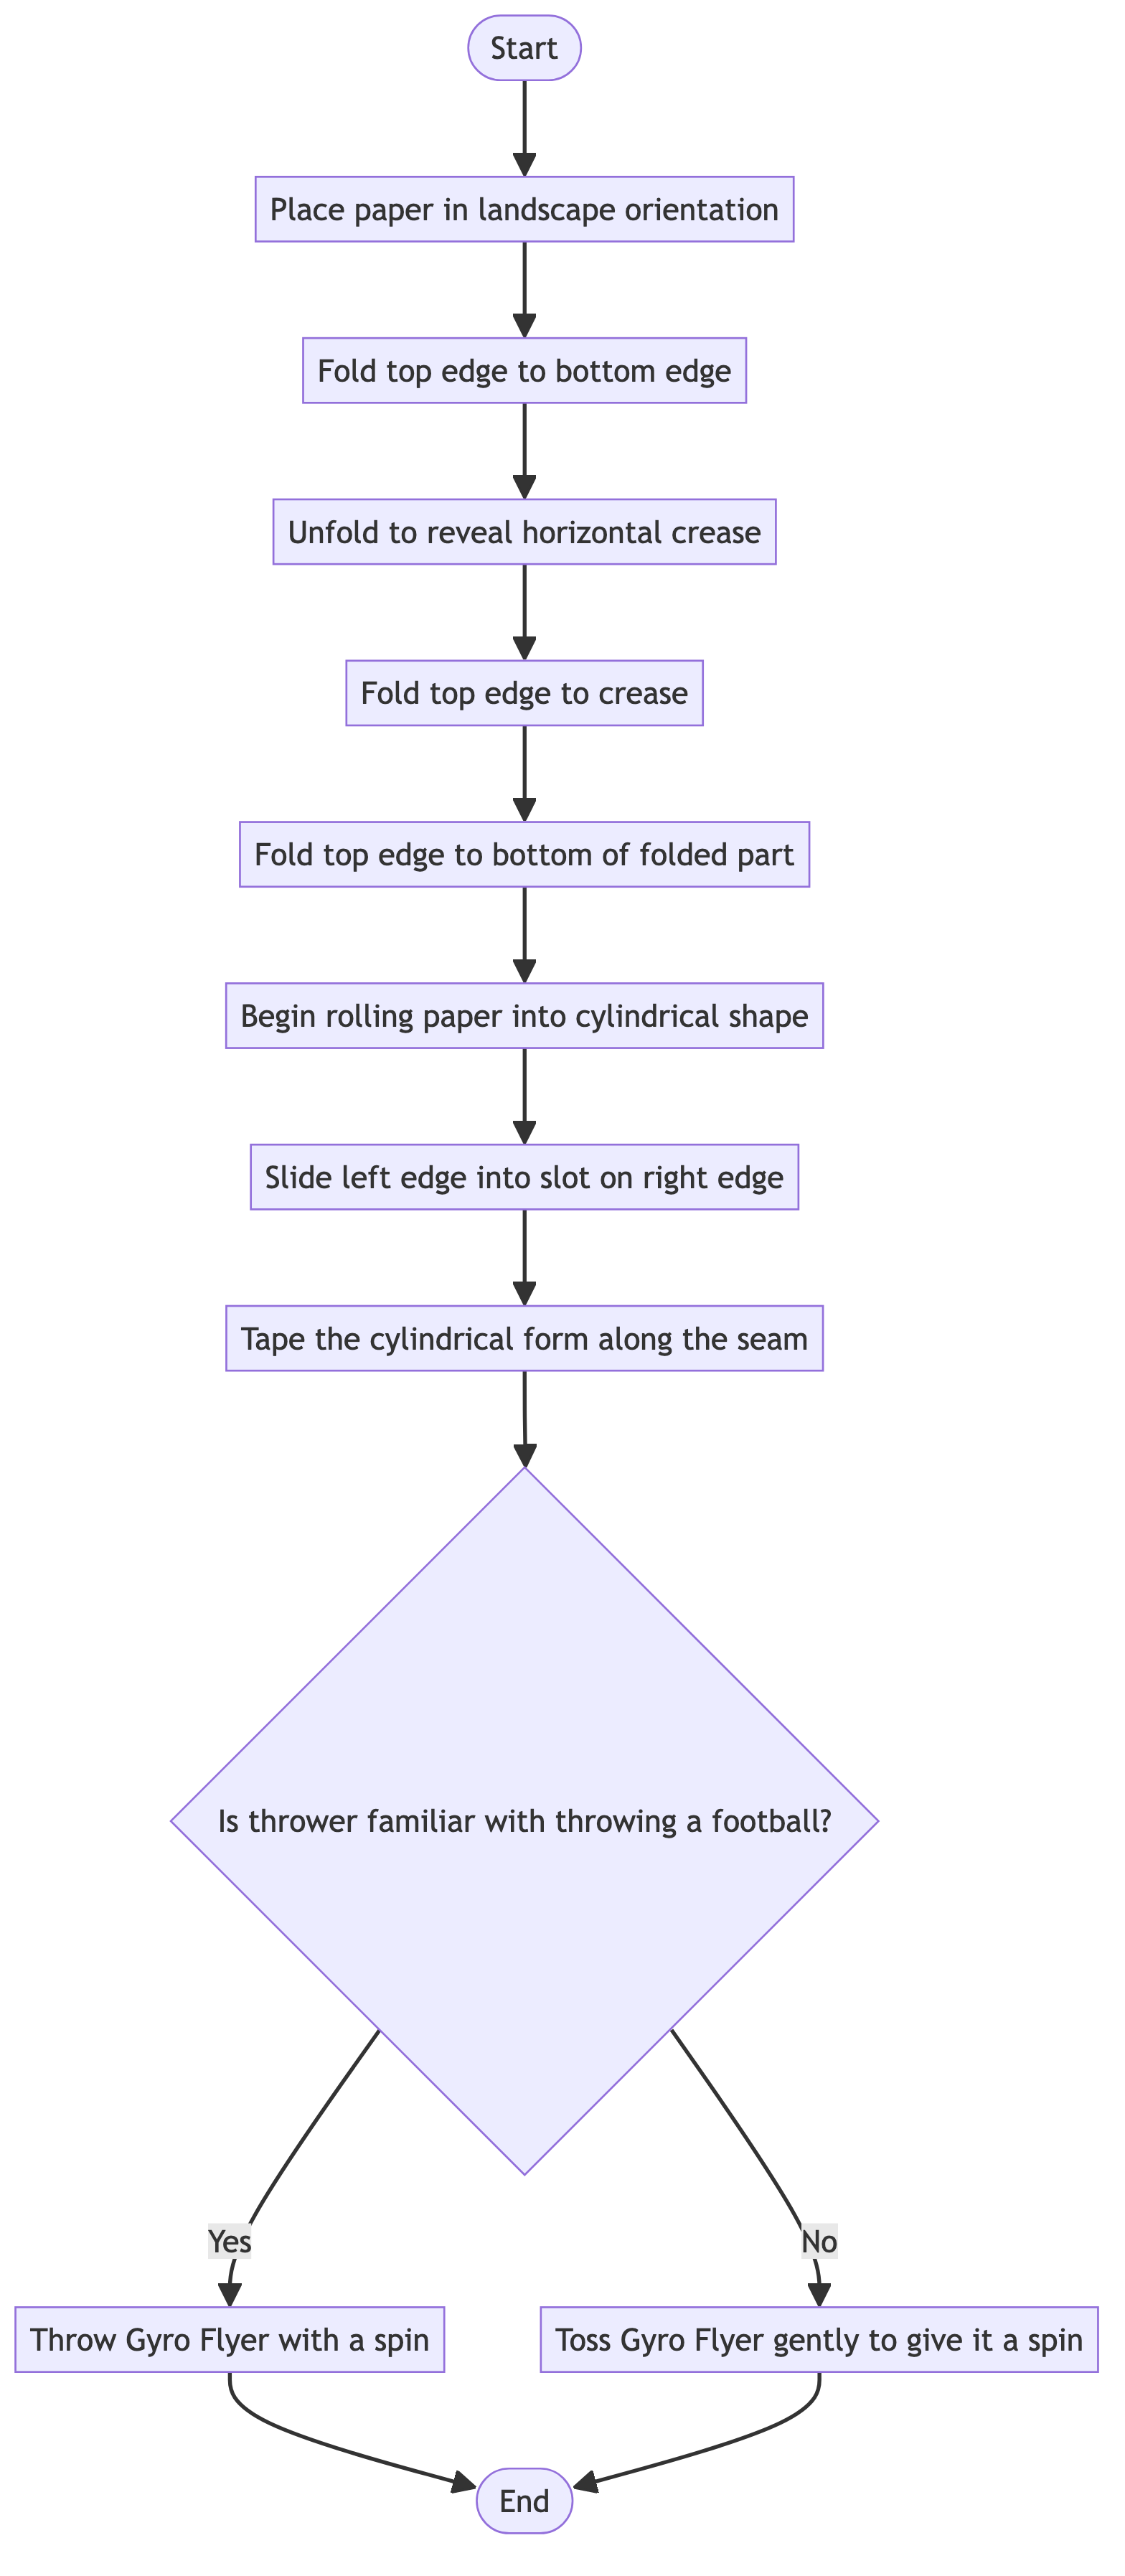 Start
Place paper in landscape orientation
Fold top edge to bottom edge
Unfold to reveal horizontal crease
Fold top edge to crease
Fold top edge to bottom of folded part
Begin rolling paper into cylindrical shape
Slide left edge into slot on right edge
Tape the cylindrical form along the seam
Is thrower familiar with throwing a football?
Yes
No
Throw Gyro Flyer with a spin
Toss Gyro Flyer gently to give it a spin
End